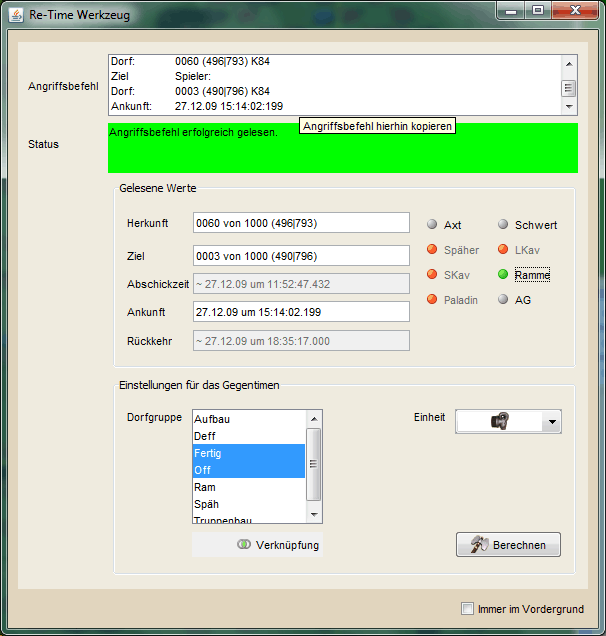 Re-Time Werkzeug
Angriffsbefehl
Dorf: 0060 (496|793) K84
Ziel Spieler:
Dorf: 0003 (490|796) K84
Ankunft: 27.12.09 15:14:02:199
Angriffsbefehl hierhin kopieren
Status
Angriffsbefehl erfolgreich gelesen.
Gelesene Werte
Herkunft 0060 von 1000 (496|793)
Axt Schwert
Ziel 0003 von 1000 (490|796)
Späher LKav
Abschickzeit ~ 27.12.09 um 11:52:47.432
SKav Ramme
Ankunft 27.12.09 um 15:14:02.199
Paladin AG
Rückkehr ~ 27.12.09 um 18:35:17.000
Einstellungen für das Gegentimen
Dorfgruppe
Aufbau
Deff
Fertig
Off
Ram
Späh
Truppenbau
Einheit
Verknüpfung
Berechnen
Immer im Vordergrund